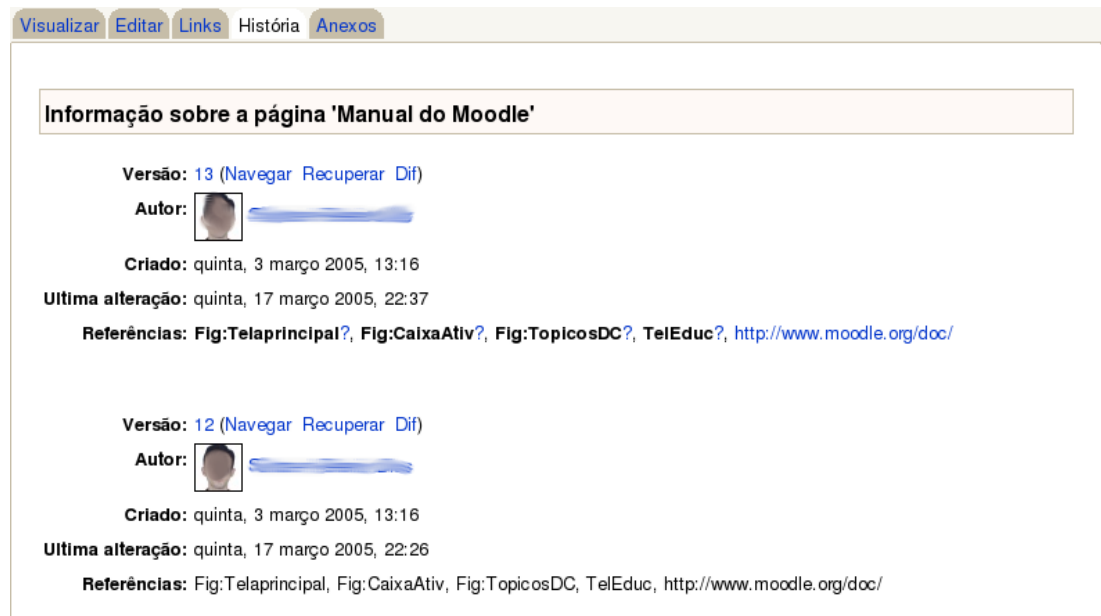 Visualizar Editar Links História Anexos
Informação sobre a página 'Manual do Moodle'
Versão: 13 (Navegar Recuperar Dif)
Autor:
Criado: quinta, 3 março 2005, 13:16
Ultima alteração: quinta, 17 março 2005, 22:37
Referências: Fig:Telaprincipal?, Fig:CaixaAtiv?, Fig:TopicosDC?, TelEduc?, http://www.moodle.org/doc/
Versão: 12 (Navegar Recuperar Dif)
Autor:
Criado: quinta, 3 março 2005, 13:16
Ultima alteração: quinta, 17 março 2005, 22:26
Referências: Fig:Telaprincipal, Fig:CaixaAtiv, Fig:TopicosDC, TelEduc, http://www.moodle.org/doc/